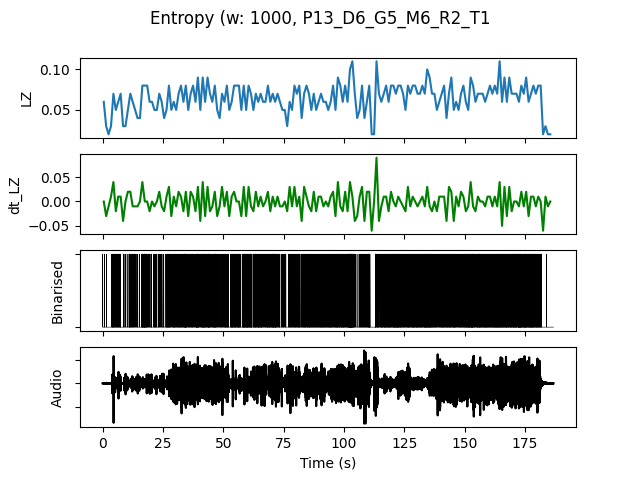 Entropy (w: 1000, P13_D6_G5_M6_R2_T1
0.10
0.05
LZ
0.05
0.00
−0.05
dt_LZ
Binarised
Audio
0 25 50 75 100 125 150 175
Time (s)